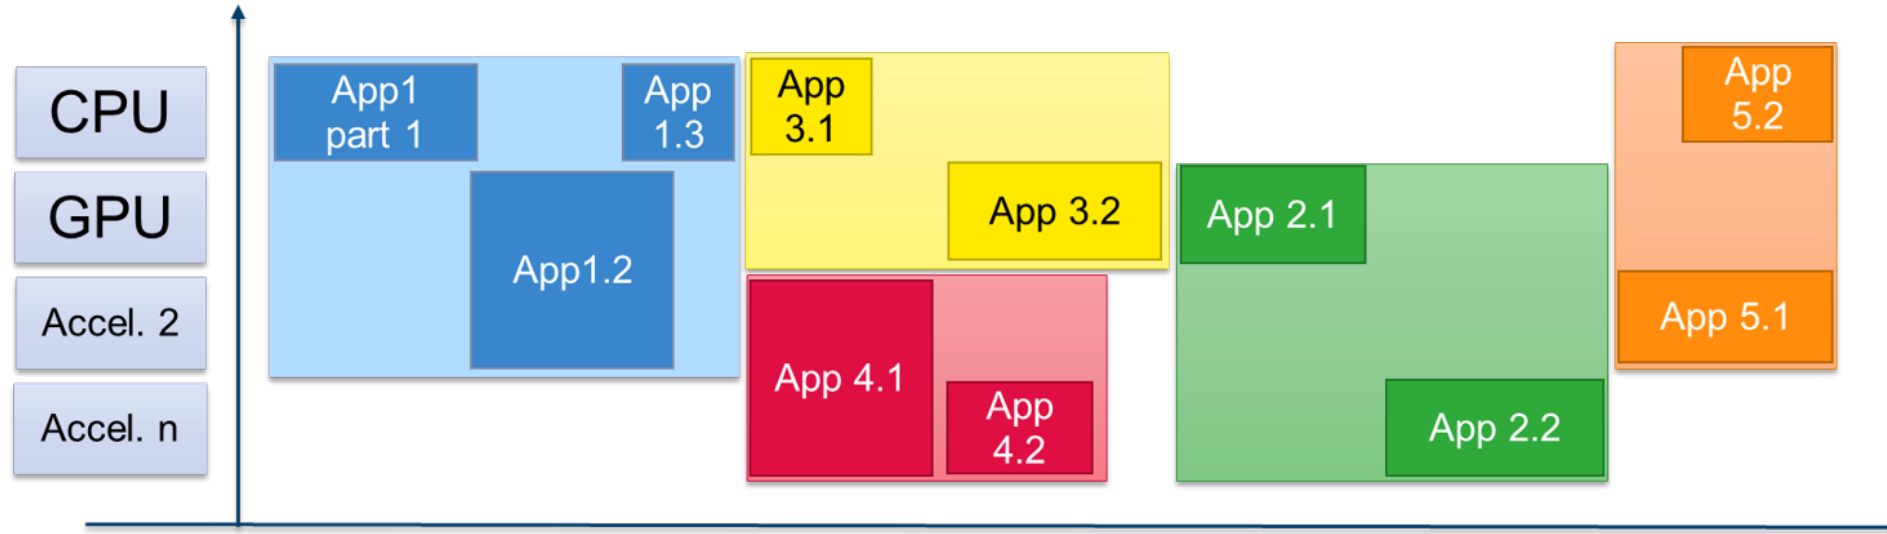 CPU
GPU
Accel. 2
Accel. n
App1
part 1
App
1.3
App1.2
App
3.1
App 3.2
App 4.1
App
4.2
App 2.1
App 2.2
App
5.2
App 5.1